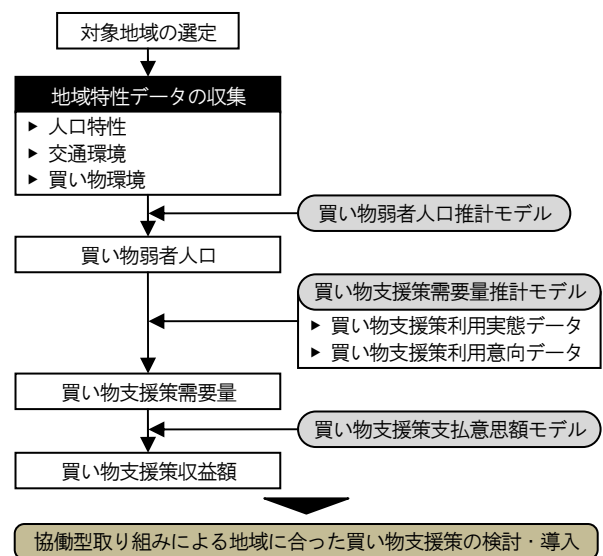 対象地域の選定
地域特性データの収集
▶ 人口特性
▶ 交通環境
▶ 買い物環境
買い物弱者人口推計モデル
買い物弱者人口
買い物支援策需要量推計モデル
▶ 買い物支援策利用実態データ
▶ 買い物支援策利用意向データ
買い物支援策需要量
買い物支援策支払意思額モデル
買い物支援策収益額
協働型取り組みによる地域に合った買い物支援策の検討・導入